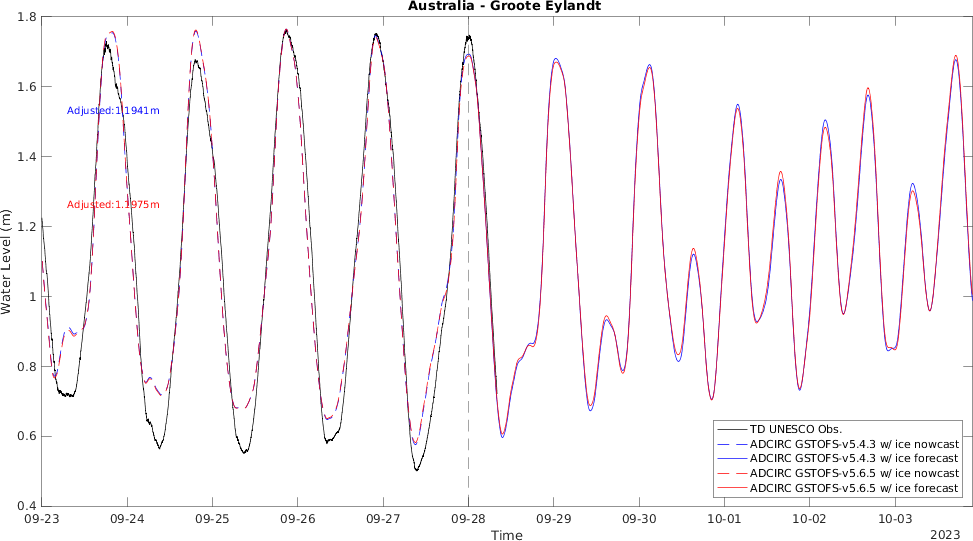 Australia - Groote Eylandt
1.8
1.6
1.4
1.2
1
0.8
0.6
0.4
Water Level (m)
Adjusted:1.1941m
Adjusted:1.1975m
TD UNESCO Obs.
ADCIRC GSTOFS-v5.4.3 w/ ice nowcast
ADCIRC GSTOFS-v5.4.3 w/ ice forecast
ADCIRC GSTOFS-v5.6.5 w/ ice nowcast
ADCIRC GSTOFS-v5.6.5 w/ ice forecast
09-23 09-24 09-25 09-26 09-27 09-28 09-29 09-30 10-01 10-02 10-03
Time
2023